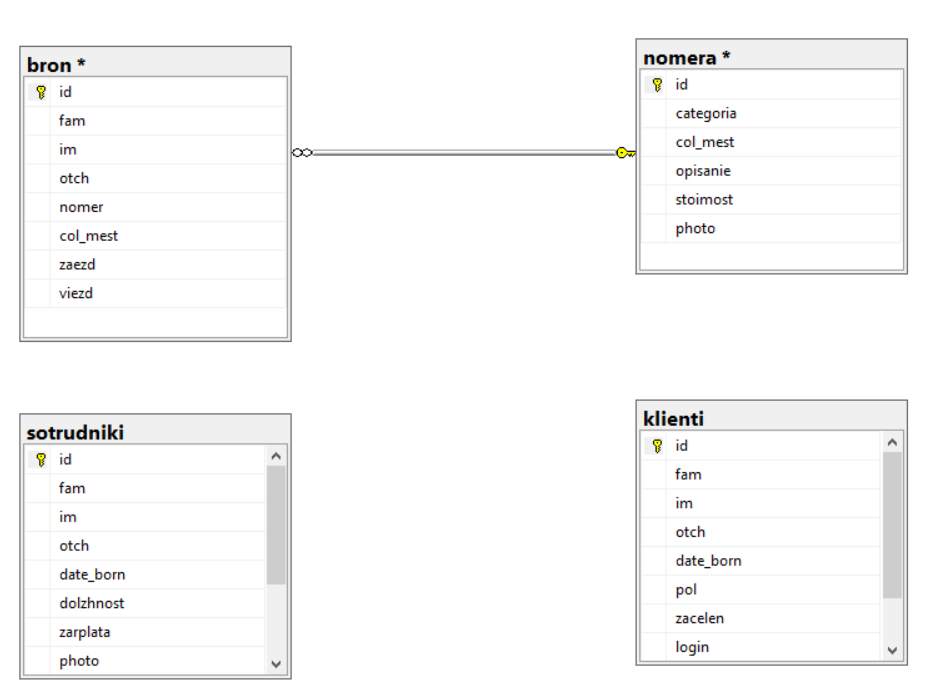 bron *
id
fam
im
otch
nomer
col_mest
zaezd
viezd
nomera *
id
categoria
col_mest
opisanie
stoimost
photo
sotrudniki
id
fam
im
otch
date_born
dolzhnost
zarplata
photo
klienti
id
fam
im
otch
date_born
pol
zacelen
login